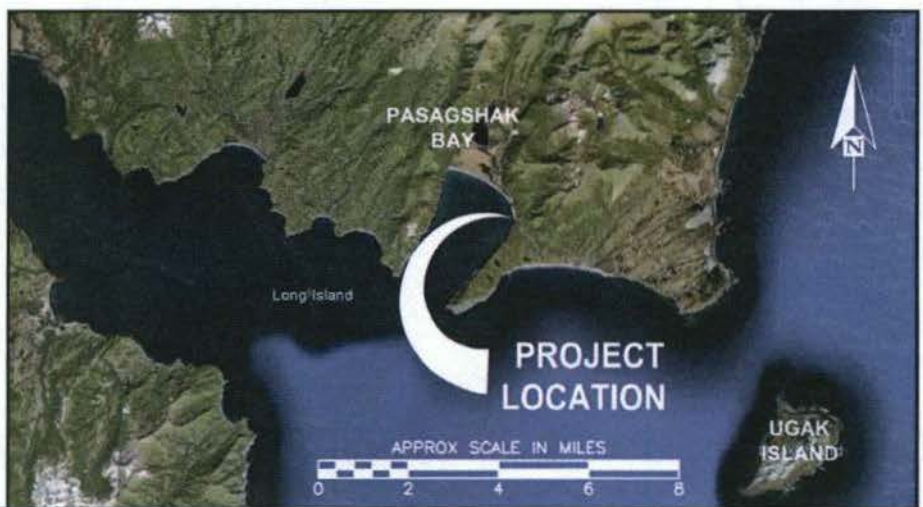 PASAGSHAK
BAY
N
Long Island
PROJECT
LOCATION
UGAK
ISLAND
APPROX SCALE IN MILES
0 2 4 6 8